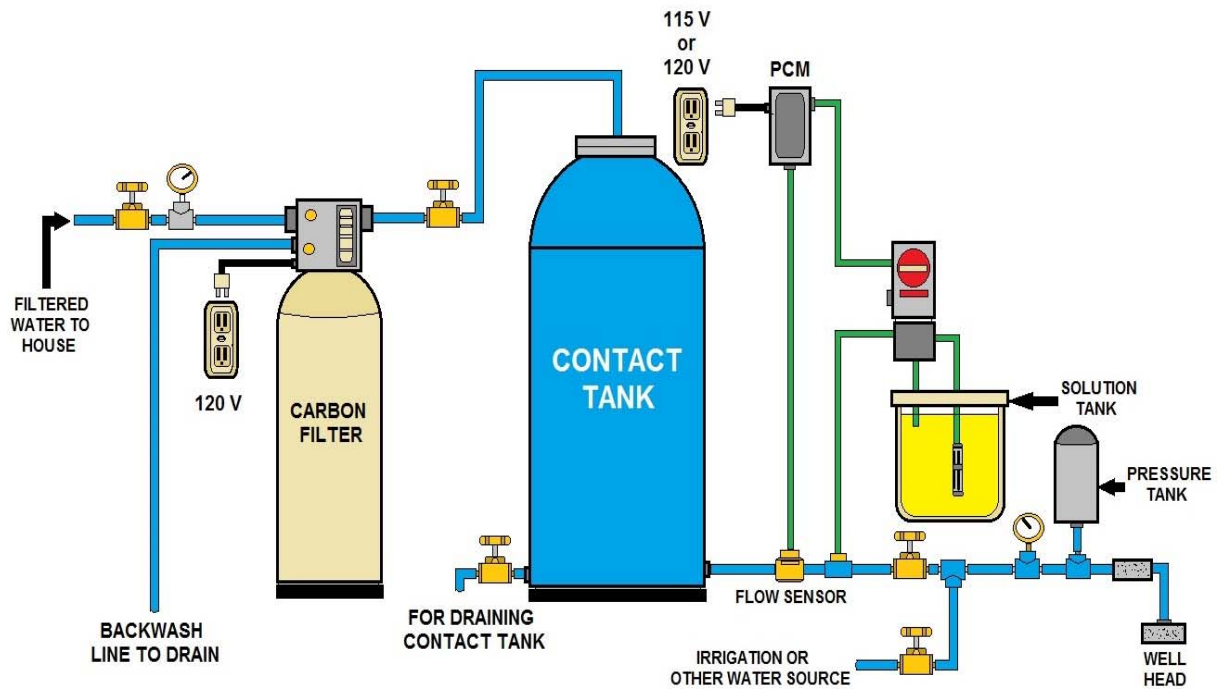 115 V
or
120 V
PCM
FILTERED
WATER TO
HOUSE
120 V
CARBON
FILTER
CONTACT
TANK
SOLUTION
TANK
PRESSURE
TANK
BACKWASH
LINE TO DRAIN
FOR DRAINING
CONTACT TANK
FLOW SENSOR
IRRIGATION OR
OTHER WATER SOURCE
WELL
HEAD